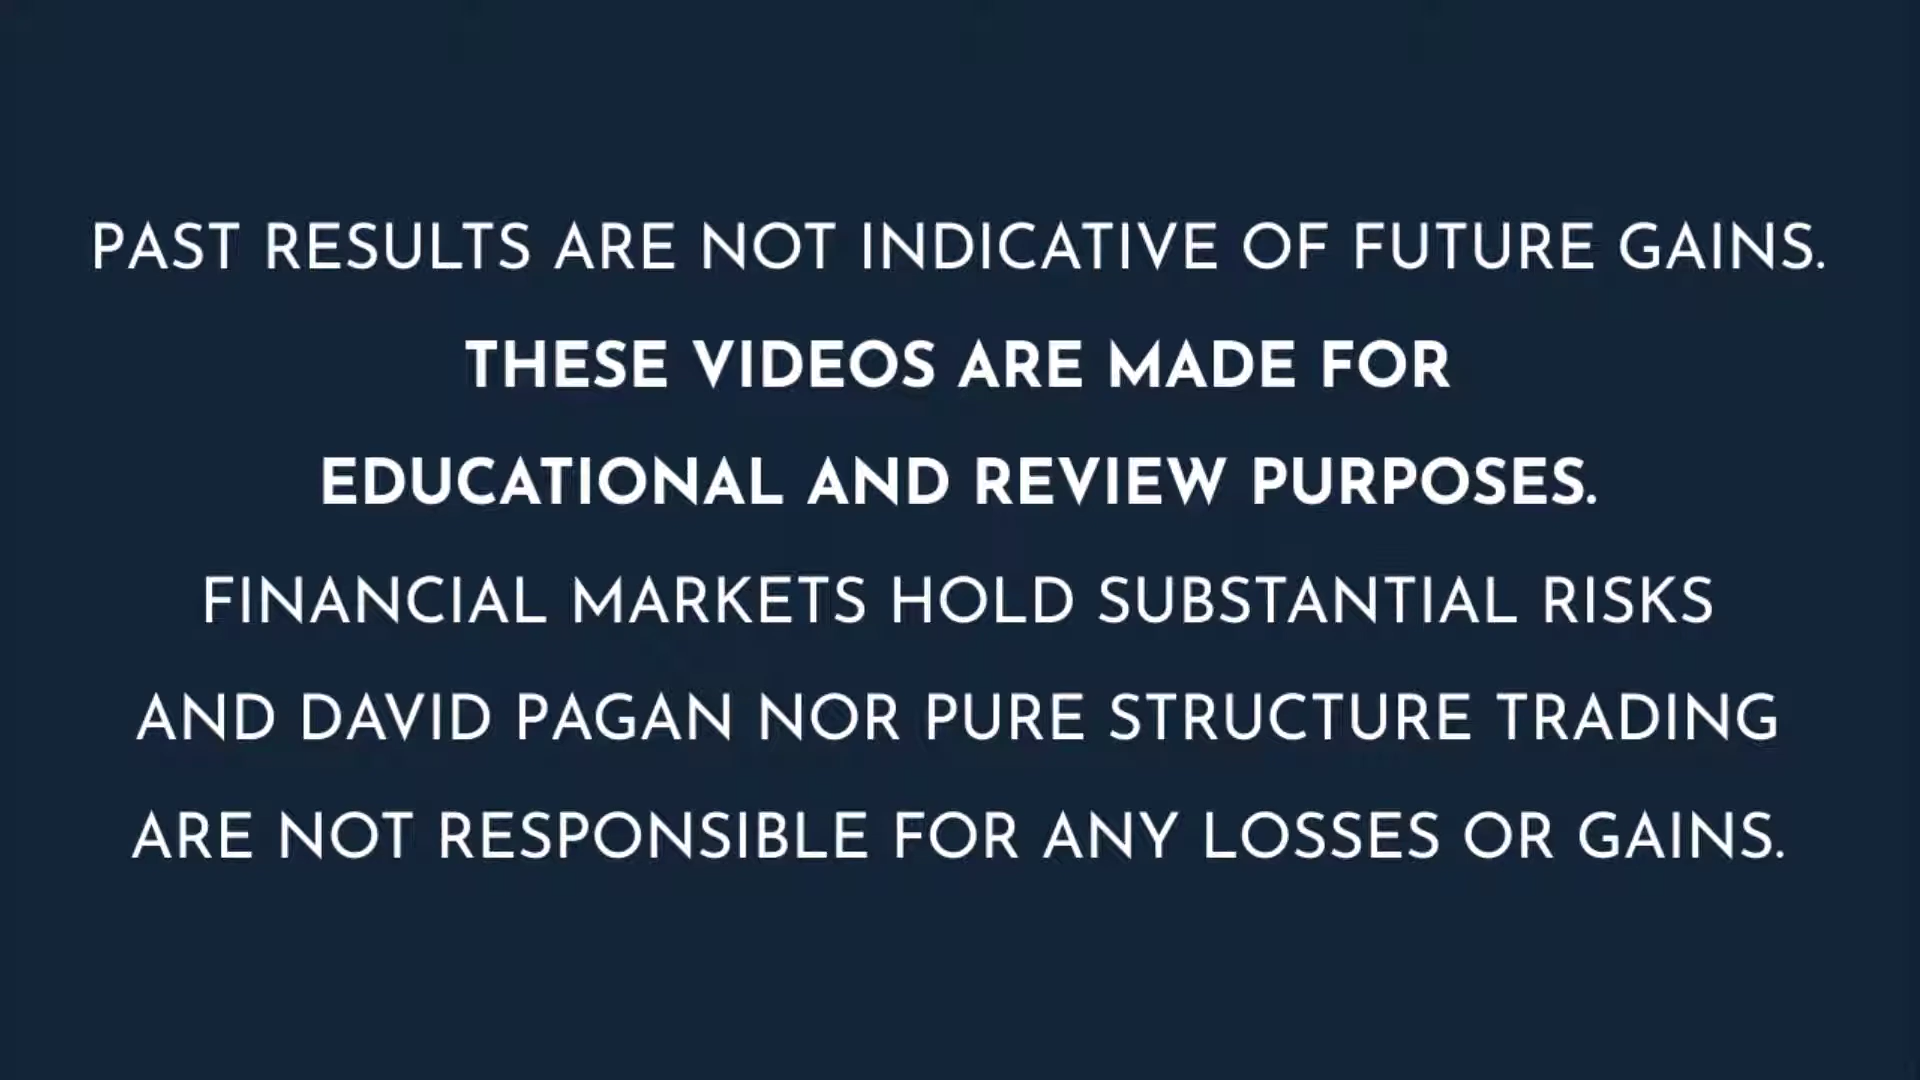 PAST RESULTS ARE NOT INDICATIVE OF FUTURE GAINS.
THESE VIDEOS ARE MADE FOR
EDUCATIONAL AND REVIEW PURPOSES.
FINANCIAL MARKETS HOLD SUBSTANTIAL RISKS
AND DAVID PAGAN NOR PURE STRUCTURE TRADING
ARE NOT RESPONSIBLE FOR ANY LOSSES OR GAINS.